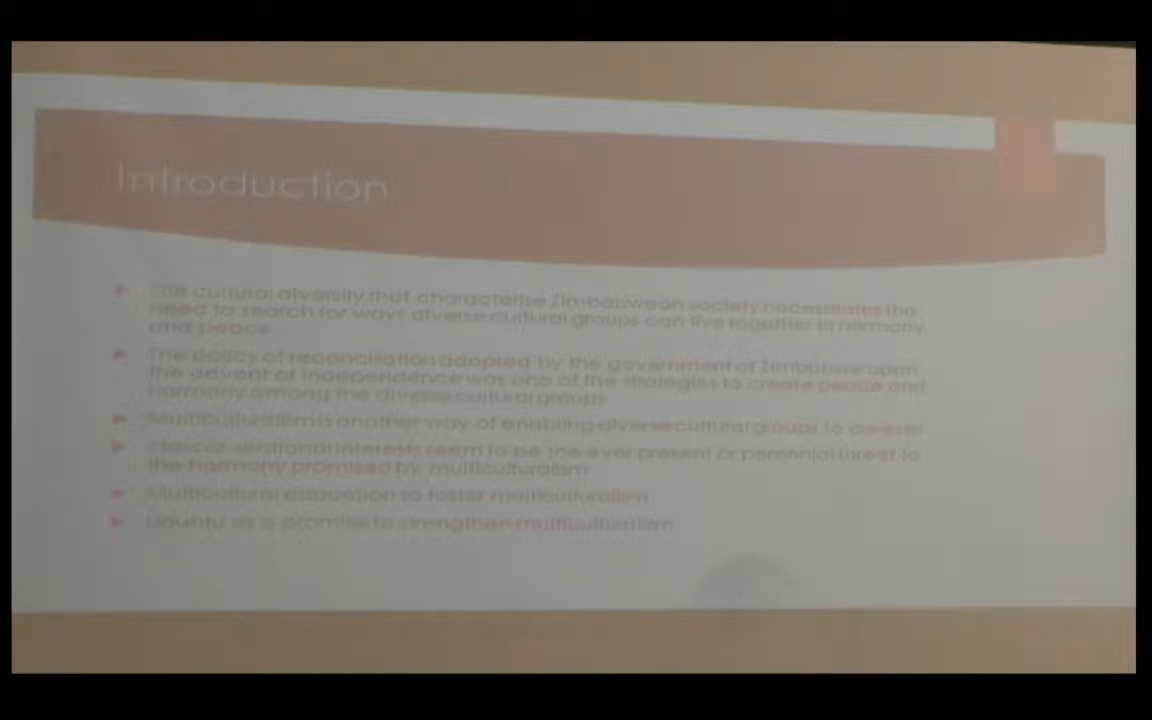 Introduction
The cultural diversity that characterise Zimbabwean society necessitates the
need to search for ways diverse cultural groups can live together in harmony
and peace.
The policy of reconciliation adopted by the government of Zimbabwe upon
the advent of independence was one of the strategies to create peace and
harmony among the diverse cultural groups
Multiculturalism is another way of enabling diverse cultural groups to co-exist
sectional interests seem to be the ever present or perennial threat to
the harmony promised by multiculturalism
Multicultural education to foster multiculturalism
Ubuntu as a promise to strengthen multiculturalism